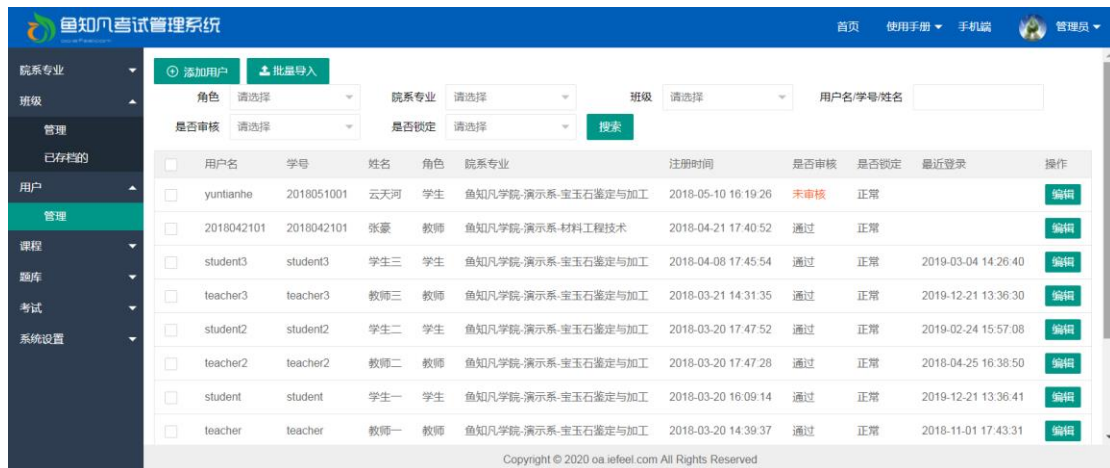 鱼知凡考试管理系统
首页 使用手册 手机端 管理员
院系专业
班级
管理
已存档的
用户
管理
课程
题库
考试
系统设置
添加用户 批量导入
角色 请选择 院系专业 请选择 班级 请选择 用户名/学号/姓名
是否审核 请选择 是否锁定 请选择 搜索
用户名 学号 姓名 角色 院系专业 注册时间 是否审核 是否锁定 最近登录 操作
yuntianhe 2018051001 云天河 学生 鱼知凡学院-演示系-宝玉石鉴定与加工 2018-05-10 16:19:26 未审核 正常 编辑
2018042101 2018042101 张豪 教师 鱼知凡学院-演示系-材料工程技术 2018-04-21 17:40:52 通过 正常 编辑
student3 student3 学生三 学生 鱼知凡学院-演示系-宝玉石鉴定与加工 2018-04-08 17:45:54 通过 正常 2019-03-04 14:26:40 编辑
teacher3 teacher3 教师三 教师 鱼知凡学院-演示系-宝玉石鉴定与加工 2018-03-21 14:31:35 通过 正常 2019-12-21 13:36:30 编辑
student2 student2 学生二 学生 鱼知凡学院-演示系-宝玉石鉴定与加工 2018-03-20 17:47:52 通过 正常 2019-02-24 15:57:08 编辑
teacher2 teacher2 教师二 教师 鱼知凡学院-演示系-宝玉石鉴定与加工 2018-03-20 17:47:28 通过 正常 2018-04-25 16:38:50 编辑
student student 学生一 学生 鱼知凡学院-演示系-宝玉石鉴定与加工 2018-03-20 16:09:14 通过 正常 2019-12-21 13:36:41 编辑
teacher teacher 教师一 教师 鱼知凡学院-演示系-宝玉石鉴定与加工 2018-03-20 14:39:37 通过 正常 2018-11-01 17:43:31 编辑
Copyright © 2020 oa.iefeel.com All Rights Reserved